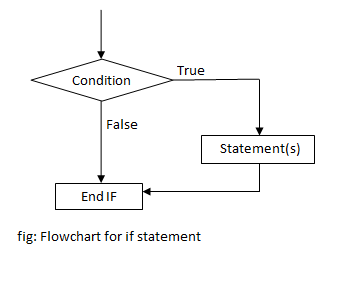 True
Condition
False
Statement(s)
End IF
fig: Flowchart for if statement